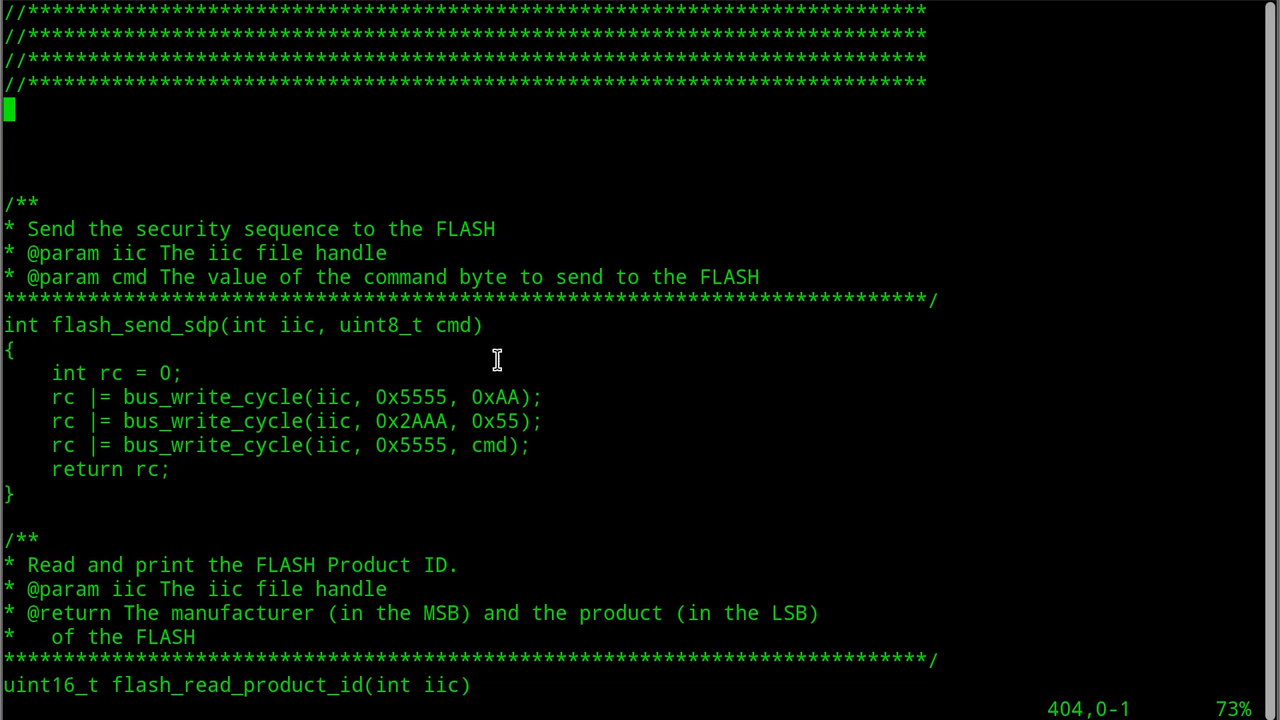 //***************************************************************************
//***************************************************************************
//***************************************************************************
//***************************************************************************
/**
* Send the security sequence to the FLASH
* @param iic The iic file handle
* @param cmd The value of the command byte to send to the FLASH
*****************************************************************************/
int flash_send_sdp(int iic, uint8_t cmd)
{
    int rc = 0;
    rc |= bus_write_cycle(iic, 0x5555, 0xAA);
    rc |= bus_write_cycle(iic, 0x2AAA, 0x55);
    rc |= bus_write_cycle(iic, 0x5555, cmd);
    return rc;
}
/**
* Read and print the FLASH Product ID.
* @param iic The iic file handle
* @return The manufacturer (in the MSB) and the product (in the LSB)
*   of the FLASH
*****************************************************************************/
uint16_t flash_read_product_id(int iic)
404,0-1 73%